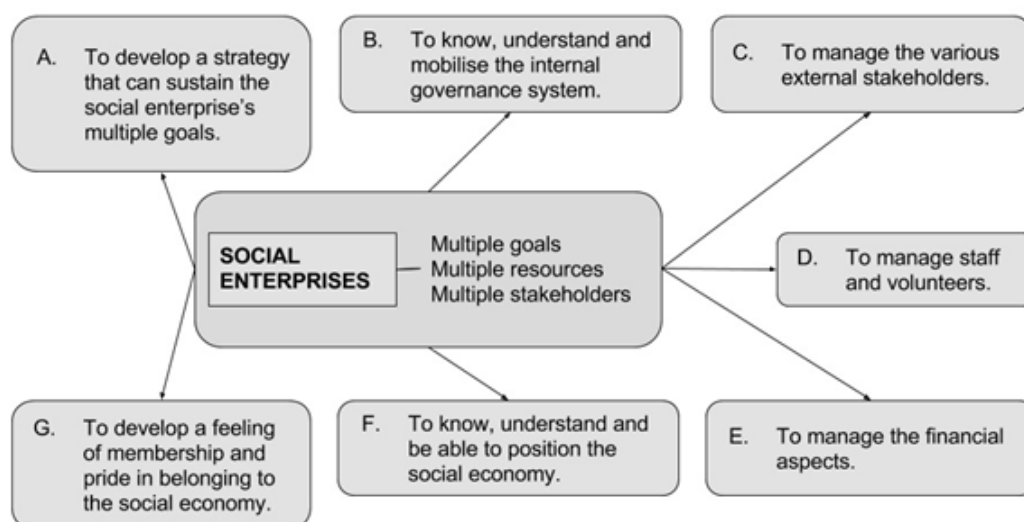 A. To develop a strategy
that can sustain the
social enterprise's
multiple goals.
B. To know, understand and
mobilise the internal
governance system.
C. To manage the various
external stakeholders.
SOCIAL
ENTERPRISES
Multiple goals
Multiple resources
Multiple stakeholders
D. To manage staff
and volunteers.
G. To develop a feeling
of membership and
pride in belonging to
the social economy.
F. To know, understand and
be able to position the
social economy.
E. To manage the financial
aspects.